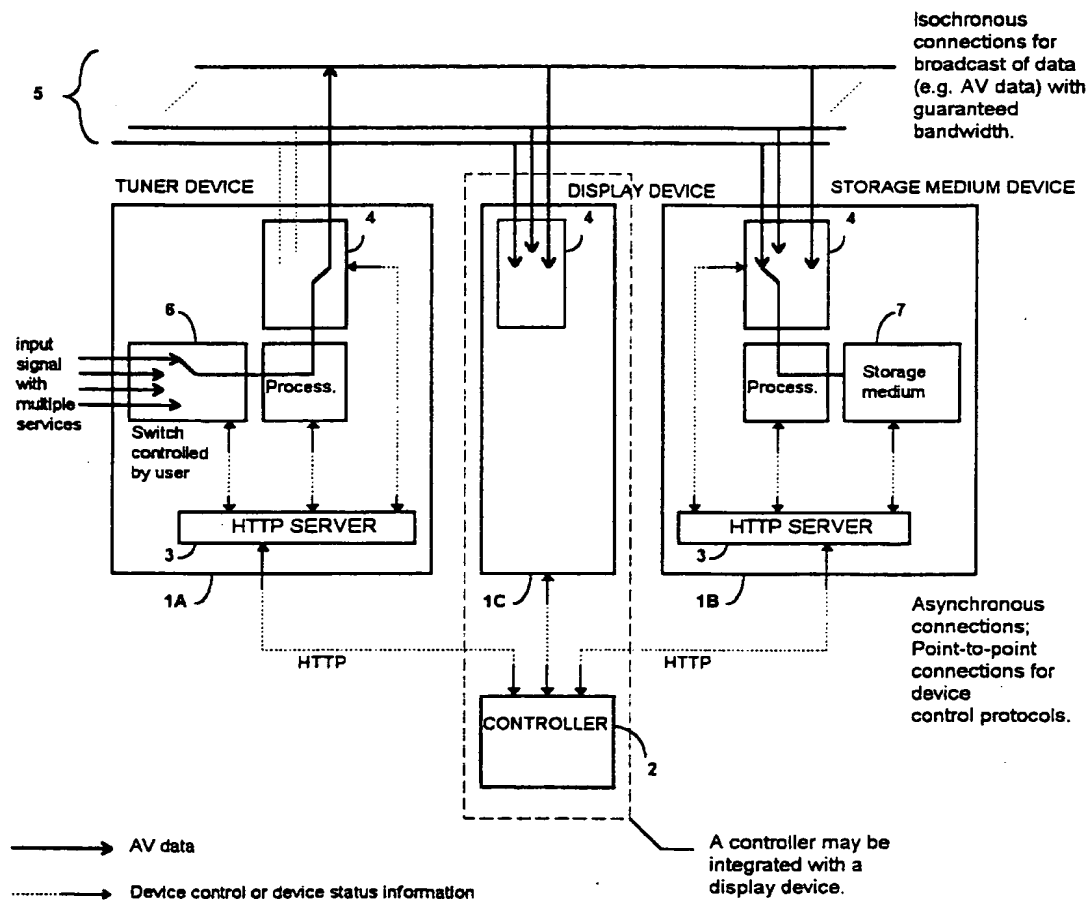 Isochronous
connections for
broadcast of data
(e.g. AV data) with
guaranteed
bandwidth.
5
TUNER DEVICE
DISPLAY DEVICE
STORAGE MEDIUM DEVICE
4
4
4
6
7
input
signal
with
multiple
services
Process.
Process.
Storage
medium
Switch
controlled
by user
HTTP SERVER
HTTP SERVER
3
3
1A
1C
1B
Asynchronous
connections;
Point-to-point
connections for
device
control protocols.
HTTP
HTTP
CONTROLLER
2
AV data
A controller may be
integrated with a
display device.
Device control or device status information